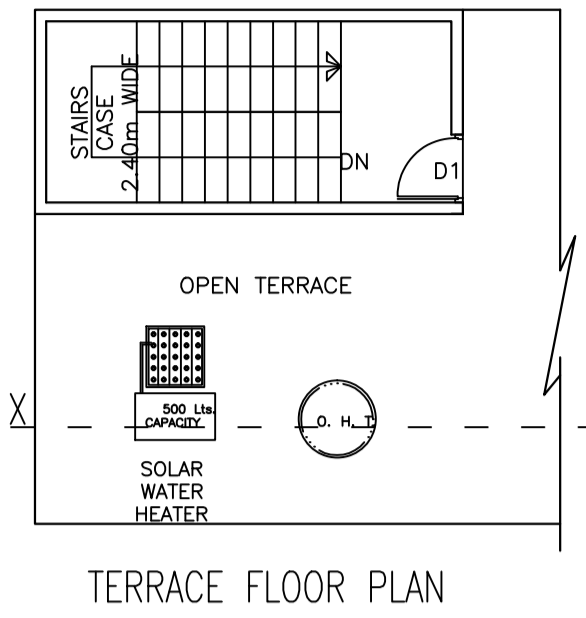 STAIRS
CASE
2.40m WIDE
DN
D1
OPEN TERRACE
500 Lts.
CAPACITY
O. H. T.
X
SOLAR
WATER
HEATER
TERRACE FLOOR PLAN